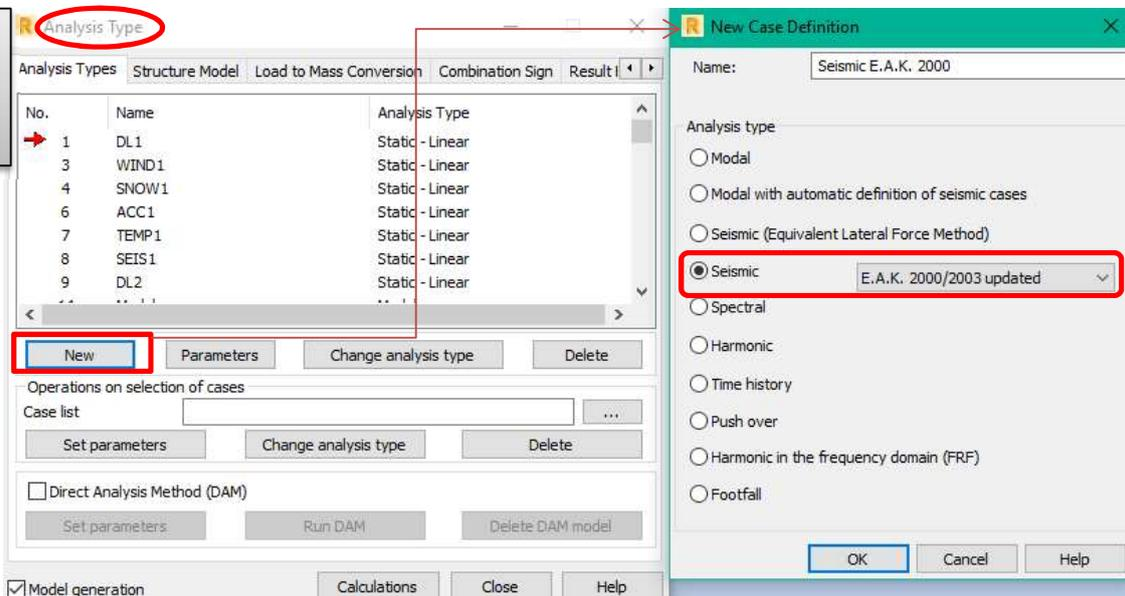 Analysis Type
Analysis Types Structure Model Load to Mass Conversion Combination Sign Result
No. Name Analysis Type
1 DL1 Static - Linear
3 WIND1 Static - Linear
4 SNOW1 Static - Linear
6 ACC1 Static - Linear
7 TEMP1 Static - Linear
8 SEIS1 Static - Linear
9 DL2 Static - Linear
New Parameters Change analysis type Delete
Operations on selection of cases
Case list ...
Set parameters Change analysis type Delete
Direct Analysis Method (DAM)
Set parameters Run DAM Delete DAM model
Model generation Calculations Close Help
R New Case Definition
Name: Seismic E.A.K. 2000
Analysis type
Modal
Modal with automatic definition of seismic cases
Seismic (Equivalent Lateral Force Method)
Seismic E.A.K. 2000/2003 updated
Spectral
Harmonic
Time history
Push over
Harmonic in the frequency domain (FRF)
Footfall
OK Cancel Help